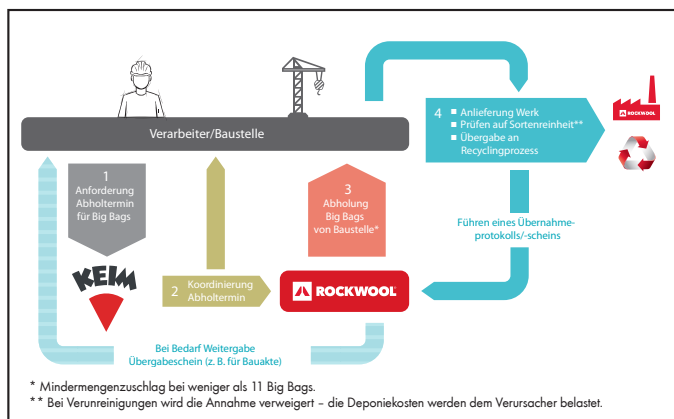 Verarbeiter/Baustelle
1
Anforderung
Abholtermin
für Big Bags
KEIM
2
Koordinierung
Abholtermin
3
Abholung
Big Bags
von Baustelle*
ROCKWOOL
4
Anlieferung Werk
Prüfen auf Sortenreinheit**
Übergabe an
Recyclingprozess
ROCKWOOL
Führen eines Übernahme-
protokolls/-scheins
Bei Bedarf Weitergabe
Übergabeschein (z. B. für Bauakte)
* Mindermengenzuschlag bei weniger als 11 Big Bags.
** Bei Verunreinigungen wird die Annahme verweigert – die Deponiekosten werden dem Verursacher belastet.